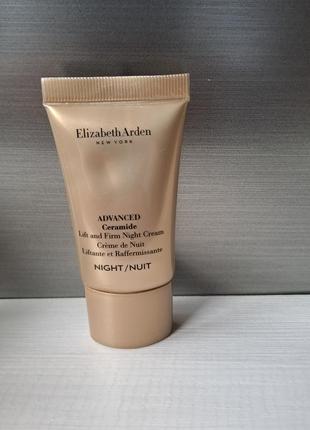 Elizabeth Arden
NEW YORK
ADVANCED
Ceramide
Lift and Firm Night Cream
Crème de Nuit
Liftante et Raffermissante
NIGHT / NUIT